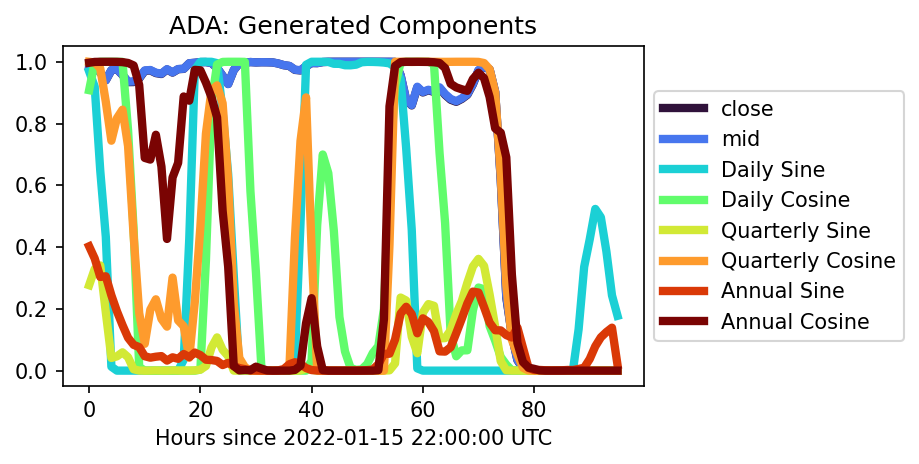 ADA: Generated Components
1.0
0.8
0.6
0.4
0.2
0.0
0 20 40 60 80
Hours since 2022-01-15 22:00:00 UTC
close
mid
Daily Sine
Daily Cosine
Quarterly Sine
Quarterly Cosine
Annual Sine
Annual Cosine